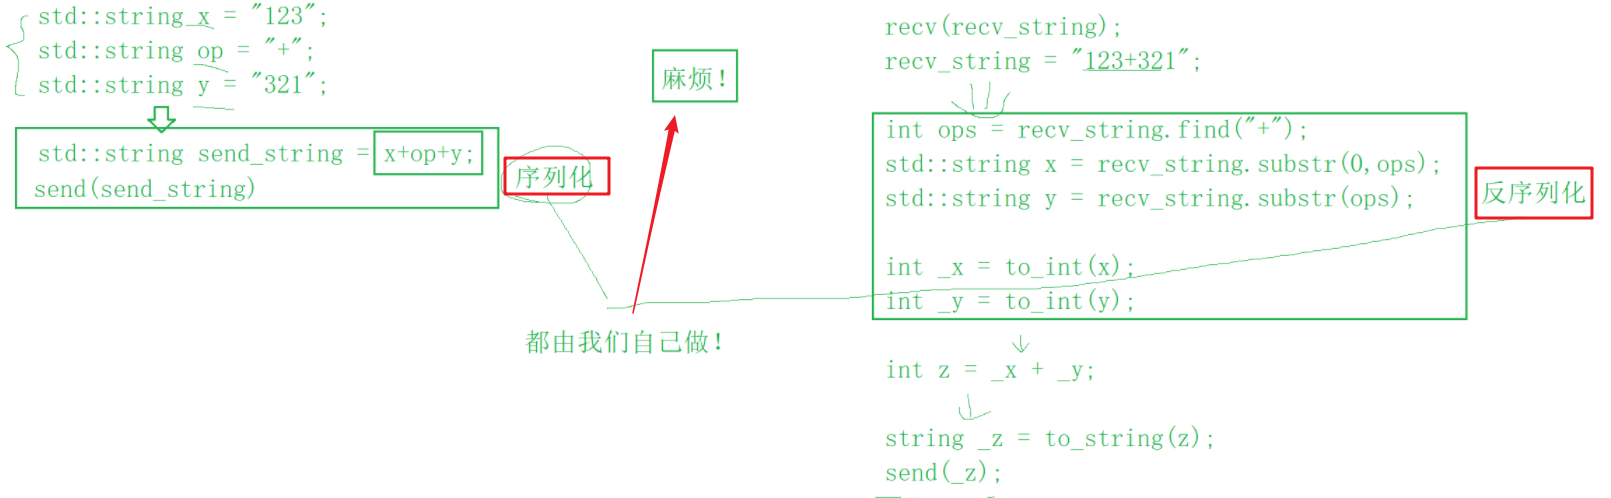 std::string x = "123";
std::string op = "+";
std::string y = "321";
std::string send_string = x+op+y;
send(send_string)
序列化
麻烦！
都由我们自己做！
recv(recv_string);
recv_string = "123+321";
int ops = recv_string.find("+");
std::string x = recv_string.substr(0,ops);
std::string y = recv_string.substr(ops);
int _x = to_int(x);
int _y = to_int(y);
反序列化
int z = _x + _y;
string _z = to_string(z);
send(_z);